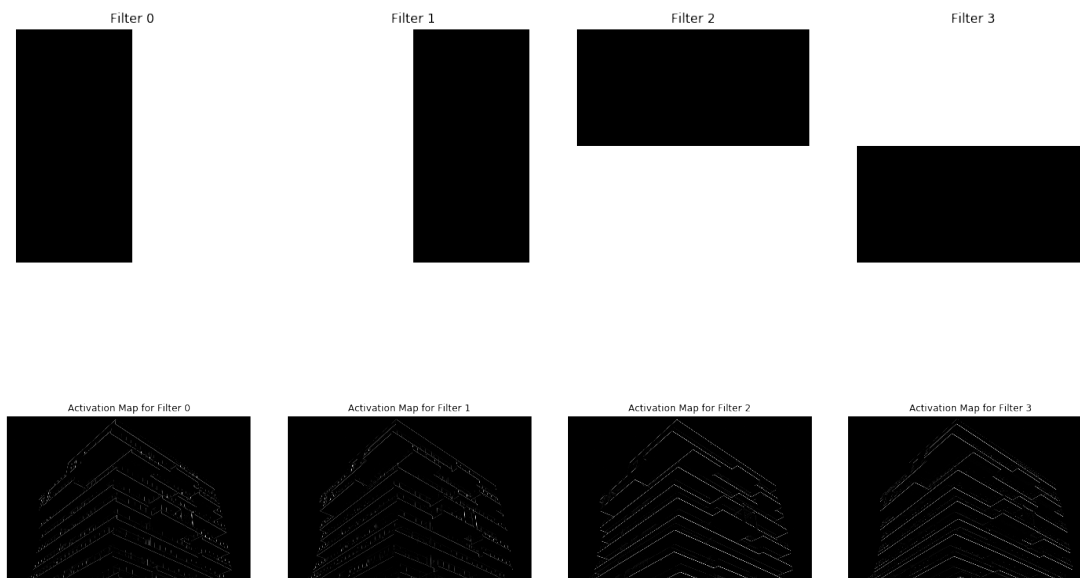 Filter 0
Filter 1
Filter 2
Filter 3
Activation Map for Filter 0
Activation Map for Filter 1
Activation Map for Filter 2
Activation Map for Filter 3